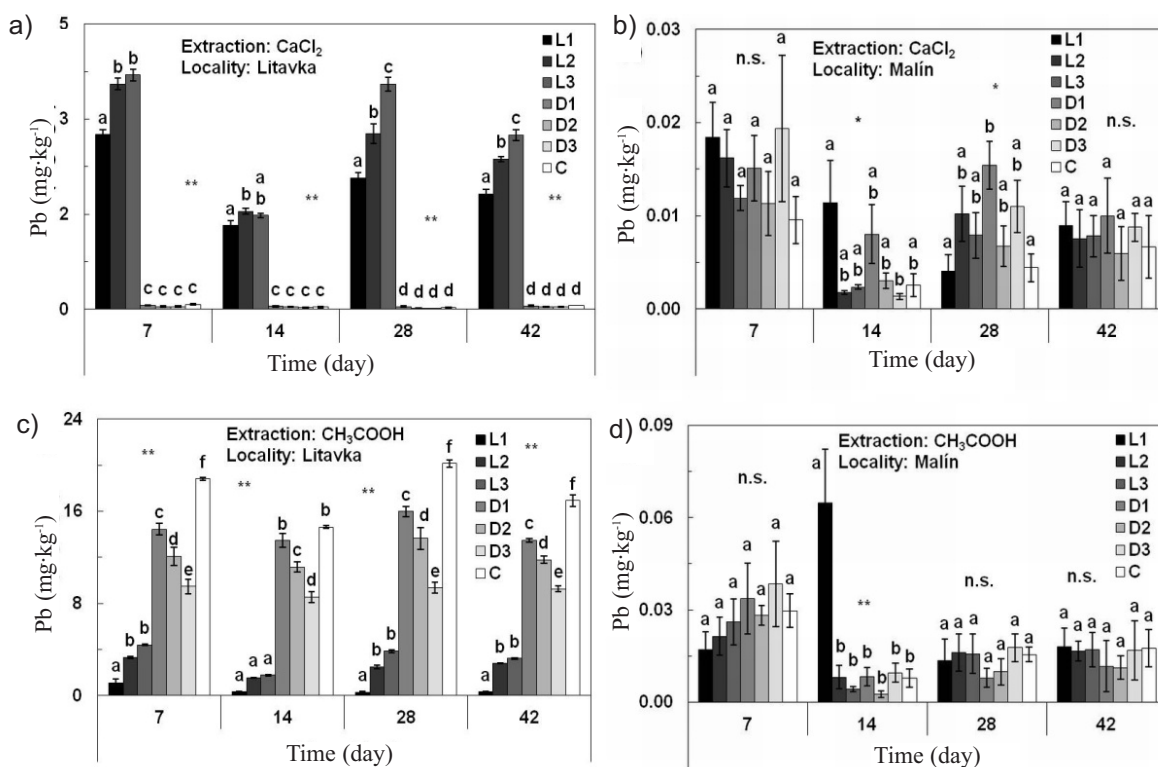 a)
5
3
2
0
Pb (mg·kg⁻¹)
Extraction: CaCl₂
Locality: Litavka
L1
L2
L3
D1
D2
D3
C
a b b c c c c **
a b a b c c c c **
a b c d d d d **
a b c d d d d **
7 14 28 42
Time (day)
b)
0.03
0.02
0.01
0.00
Pb (mg·kg⁻¹)
Extraction: CaCl₂
Locality: Malín
L1
L2
L3
D1
D2
D3
C
n.s.
a a a a a a a
*
a a b a b a b a b b a b
*
a a b a b b a b a b a
n.s.
a a a a a a a
7 14 28 42
Time (day)
c)
24
16
8
0
Pb (mg·kg⁻¹)
Extraction: CH₃COOH
Locality: Litavka
L1
L2
L3
D1
D2
D3
C
**
a b b c d e f
**
a a a b c d b
**
a b b c d e f
**
a b b c d e f
7 14 28 42
Time (day)
d)
0.09
0.06
0.03
0.00
Pb (mg·kg⁻¹)
Extraction: CH₃COOH
Locality: Malín
L1
L2
L3
D1
D2
D3
C
n.s.
a a a a a a a
**
a b b b b b b
n.s.
a a a a a a a
n.s.
a a a a a a a
7 14 28 42
Time (day)